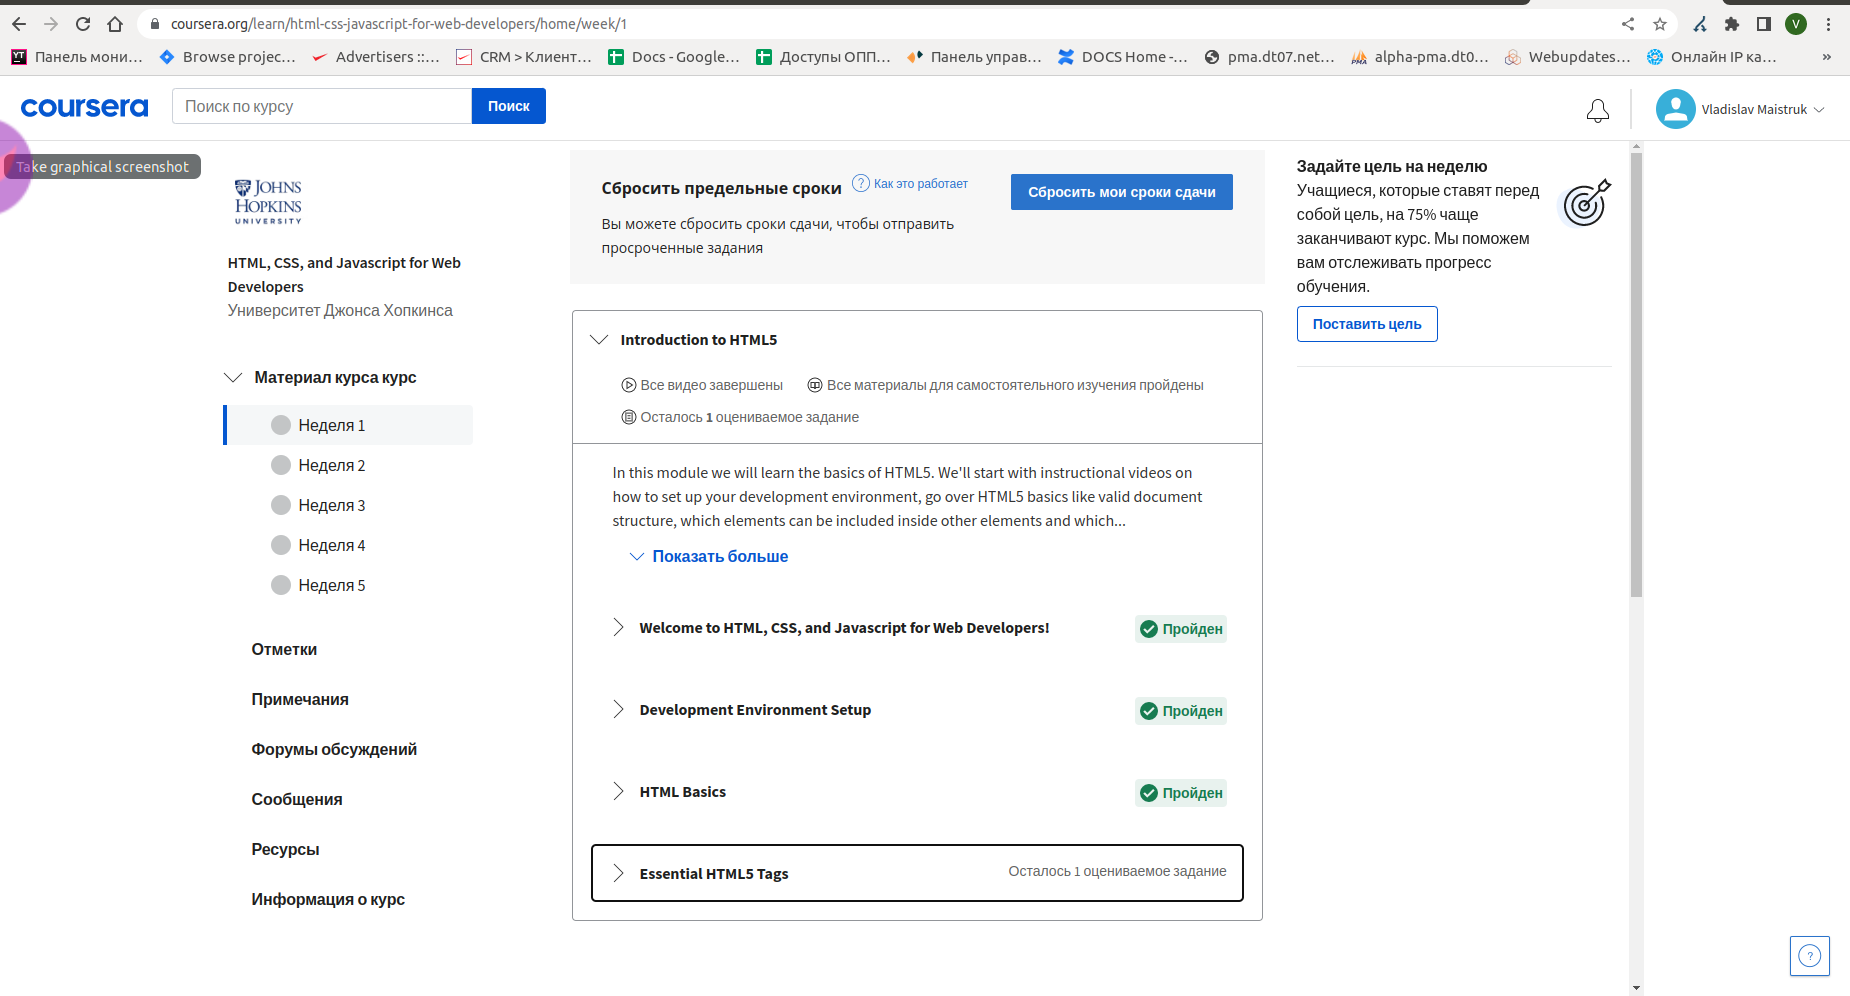 coursera.org/learn/html-css-javascript-for-web-developers/home/week/1
V
YT Панель мони... Browse projec... Advertisers ::... CRM > Клиент... Docs - Google... Доступы ОПП... Панель управ... DOCS Home -... pma.dt07.net... PMA alpha-pma.dt0... Webupdates... Онлайн IP ка... »
coursera
Поиск по курсу
Поиск
Vladislav Maistruk
Take graphical screenshot
JOHNS
HOPKINS
UNIVERSITY
HTML, CSS, and Javascript for Web
Developers
Университет Джонса Хопкинса
Материал курса курс
Неделя 1
Неделя 2
Неделя 3
Неделя 4
Неделя 5
Отметки
Примечания
Форумы обсуждений
Сообщения
Ресурсы
Информация о курс
Сбросить предельные сроки ? Как это работает
Сбросить мои сроки сдачи
Вы можете сбросить сроки сдачи, чтобы отправить
просроченные задания
Introduction to HTML5
Все видео завершены Все материалы для самостоятельного изучения пройдены
Осталось 1 оцениваемое задание
In this module we will learn the basics of HTML5. We'll start with instructional videos on
how to set up your development environment, go over HTML5 basics like valid document
structure, which elements can be included inside other elements and which...
Показать больше
Welcome to HTML, CSS, and Javascript for Web Developers! Пройден
Development Environment Setup Пройден
HTML Basics Пройден
Essential HTML5 Tags Осталось 1 оцениваемое задание
Задайте цель на неделю
Учащиеся, которые ставят перед
собой цель, на 75% чаще
заканчивают курс. Мы поможем
вам отслеживать прогресс
обучения.
Поставить цель
?